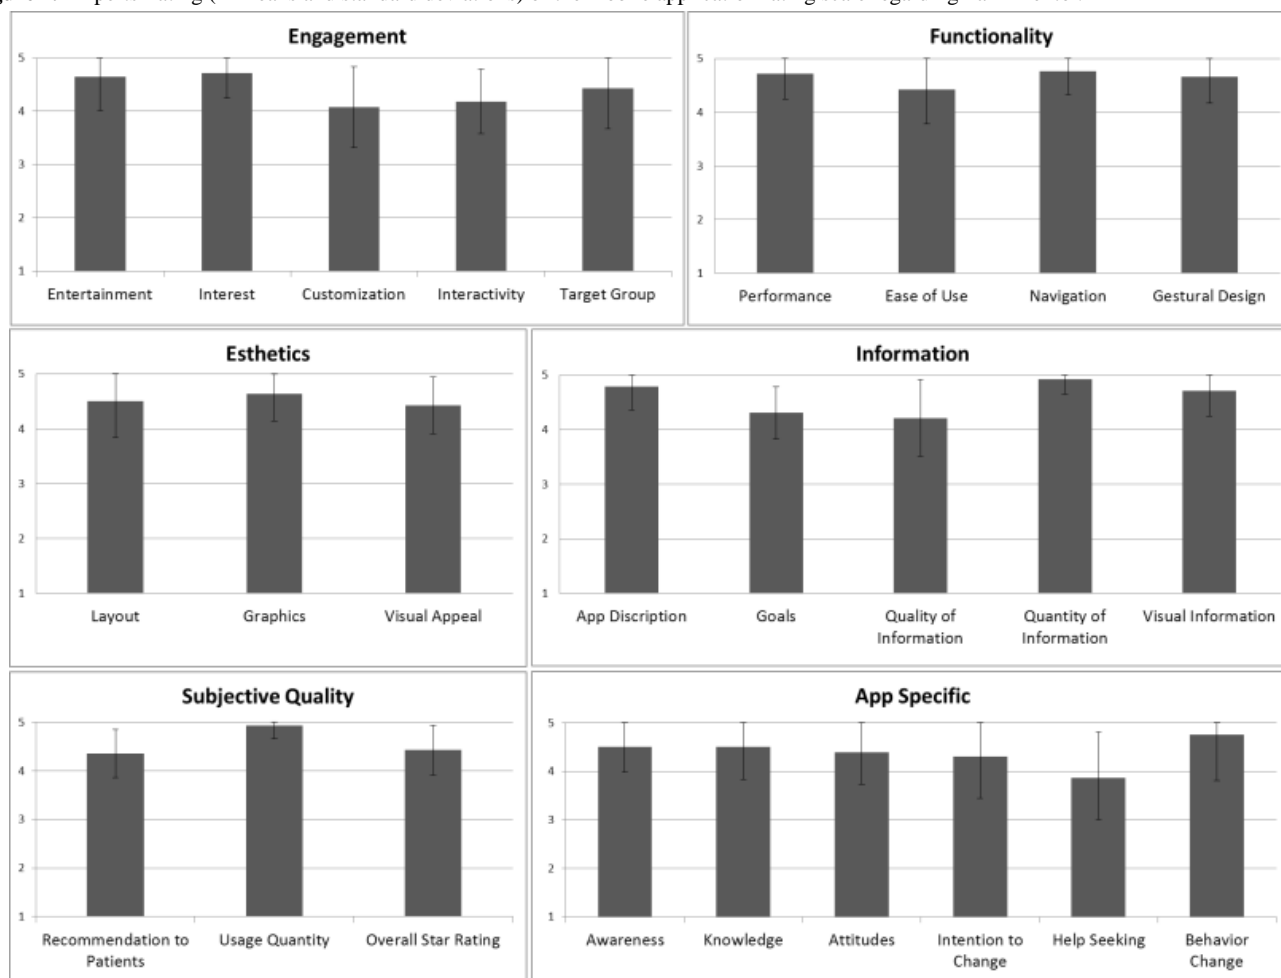 Engagement
5
4
3
2
1
Entertainment Interest Customization Interactivity Target Group
Functionality
5
4
3
2
1
Performance Ease of Use Navigation Gestural Design
Esthetics
5
4
3
2
1
Layout Graphics Visual Appeal
Information
5
4
3
2
1
App Discription Goals Quality of Information Quantity of Information Visual Information
Subjective Quality
5
4
3
2
1
Recommendation to Patients Usage Quantity Overall Star Rating
App Specific
5
4
3
2
1
Awareness Knowledge Attitudes Intention to Change Help Seeking Behavior Change